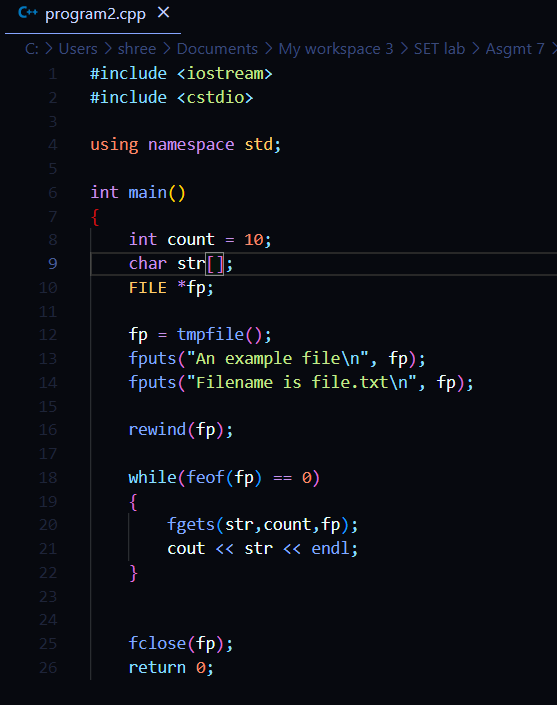 C++ program2.cpp ×
C: > Users > shree > Documents > My workspace 3 > SET lab > Asgmt 7 >
1 #include <iostream>
2 #include <cstdio>
3
4 using namespace std;
5
6 int main()
7 {
8 int count = 10;
9 char str[];
10 FILE *fp;
11
12 fp = tmpfile();
13 fputs("An example file\n", fp);
14 fputs("Filename is file.txt\n", fp);
15
16 rewind(fp);
17
18 while(feof(fp) == 0)
19 {
20 fgets(str,count,fp);
21 cout << str << endl;
22 }
23
24
25 fclose(fp);
26 return 0;